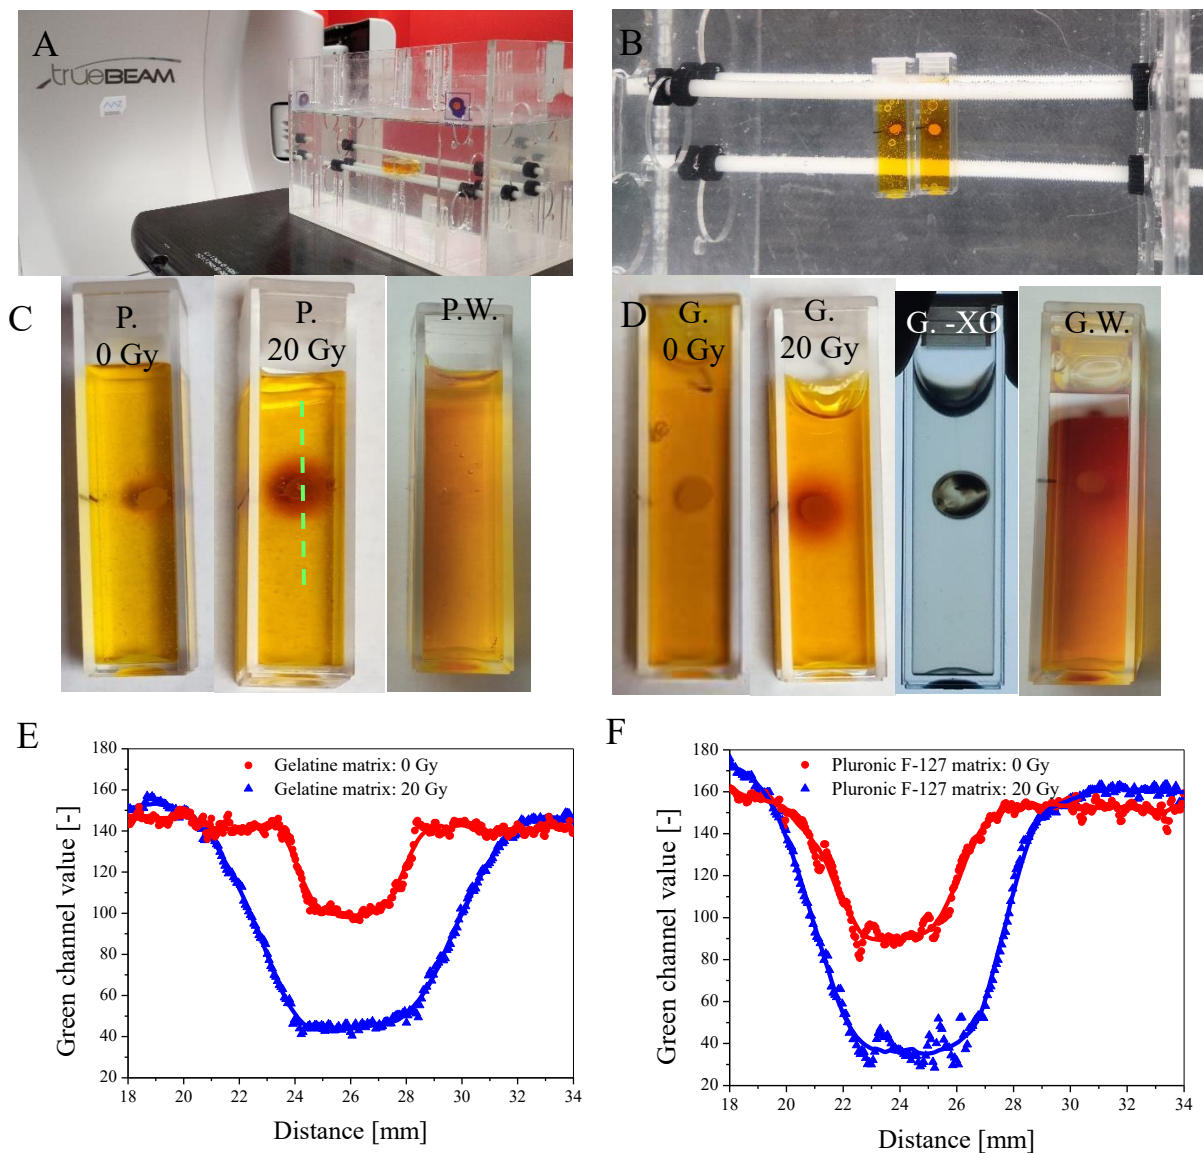 A
trueBEAM
B
C
P.
0 Gy
P.
20 Gy
P.W.
D
G.
0 Gy
G.
20 Gy
G. -XO
G.W.
E
Gelatine matrix: 0 Gy
Gelatine matrix: 20 Gy
180
160
140
120
100
80
60
40
20
18 20 22 24 26 28 30 32 34
Green channel value [-]
Distance [mm]
F
Pluronic F-127 matrix: 0 Gy
Pluronic F-127 matrix: 20 Gy
180
160
140
120
100
80
60
40
20
18 20 22 24 26 28 30 32 34
Green channel value [-]
Distance [mm]